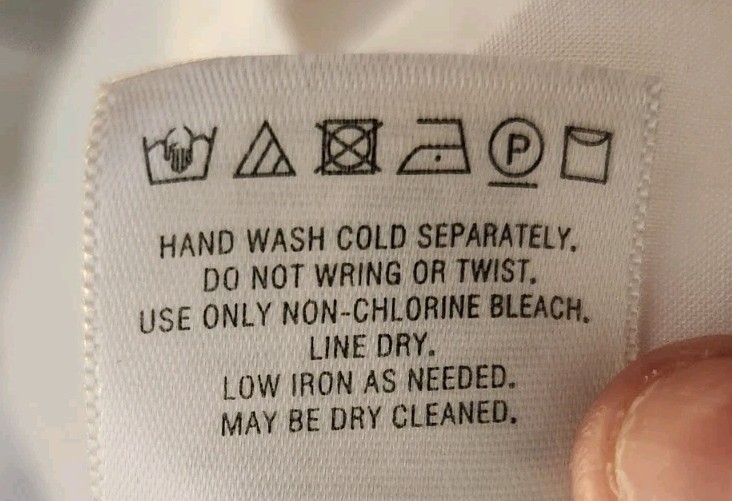 P
HAND WASH COLD SEPARATELY.
DO NOT WRING OR TWIST.
USE ONLY NON-CHLORINE BLEACH.
LINE DRY.
LOW IRON AS NEEDED.
MAY BE DRY CLEANED.